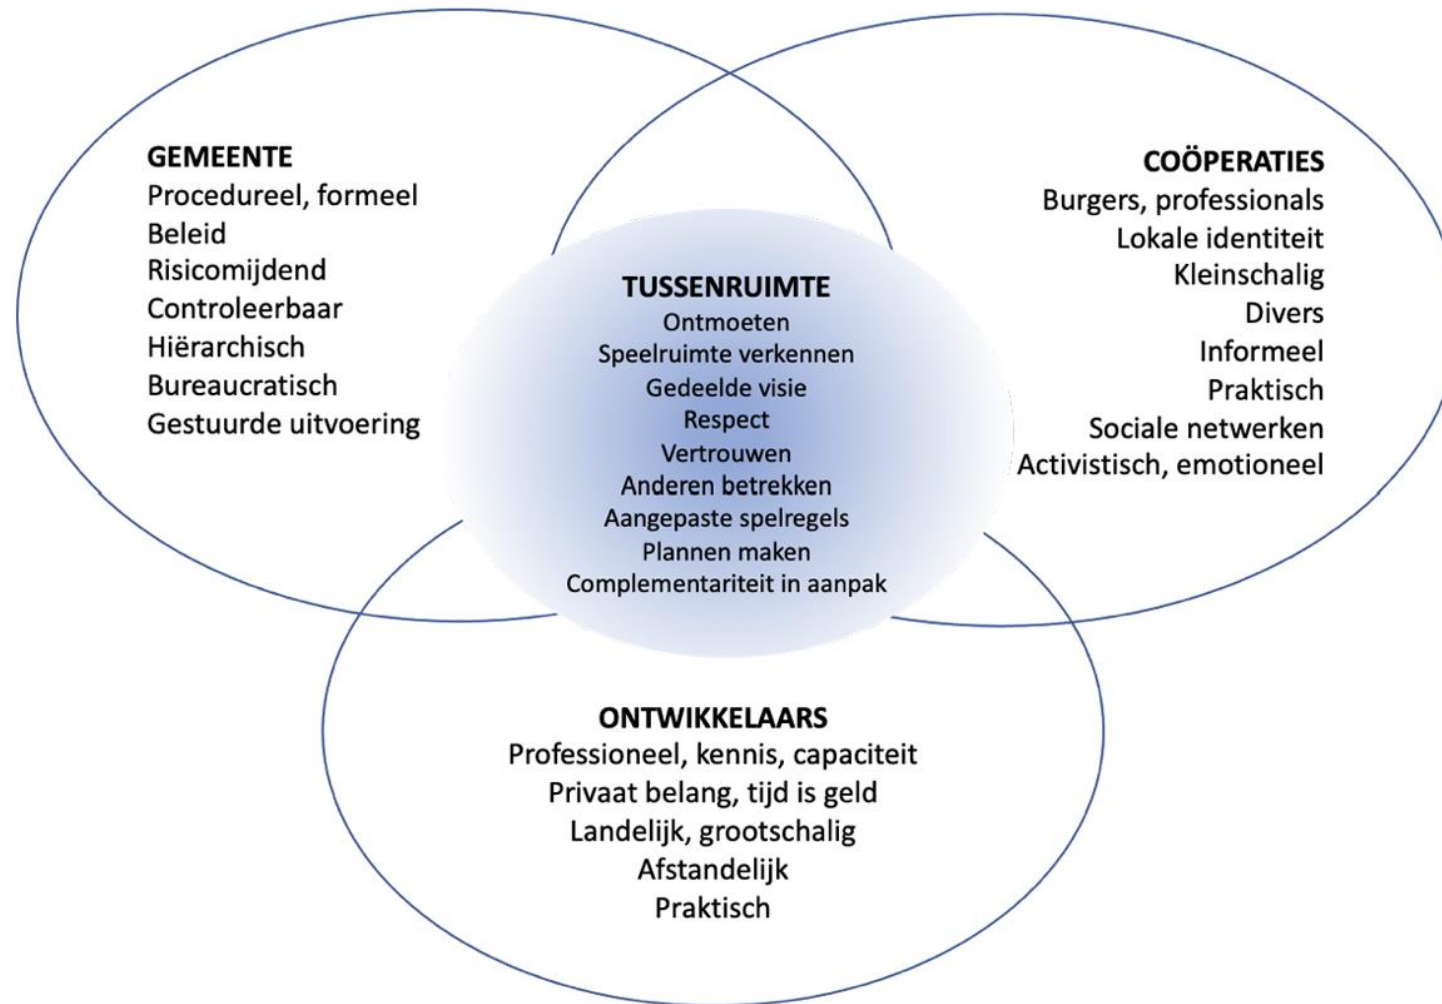 GEMEENTE
Procedureel, formeel
Beleid
Risicomijdend
Controleerbaar
Hiërarchisch
Bureaucratisch
Gestuurde uitvoering
COÖPERATIES
Burgers, professionals
Lokale identiteit
Kleinschalig
Divers
Informeel
Praktisch
Sociale netwerken
Activistisch, emotioneel
TUSSENRUIMTE
Ontmoeten
Speelruimte verkennen
Gedeelde visie
Respect
Vertrouwen
Anderen betrekken
Aangepaste spelregels
Plannen maken
Complementariteit in aanpak
ONTWIKKELAARS
Professioneel, kennis, capaciteit
Privaat belang, tijd is geld
Landelijk, grootschalig
Afstandelijk
Praktisch